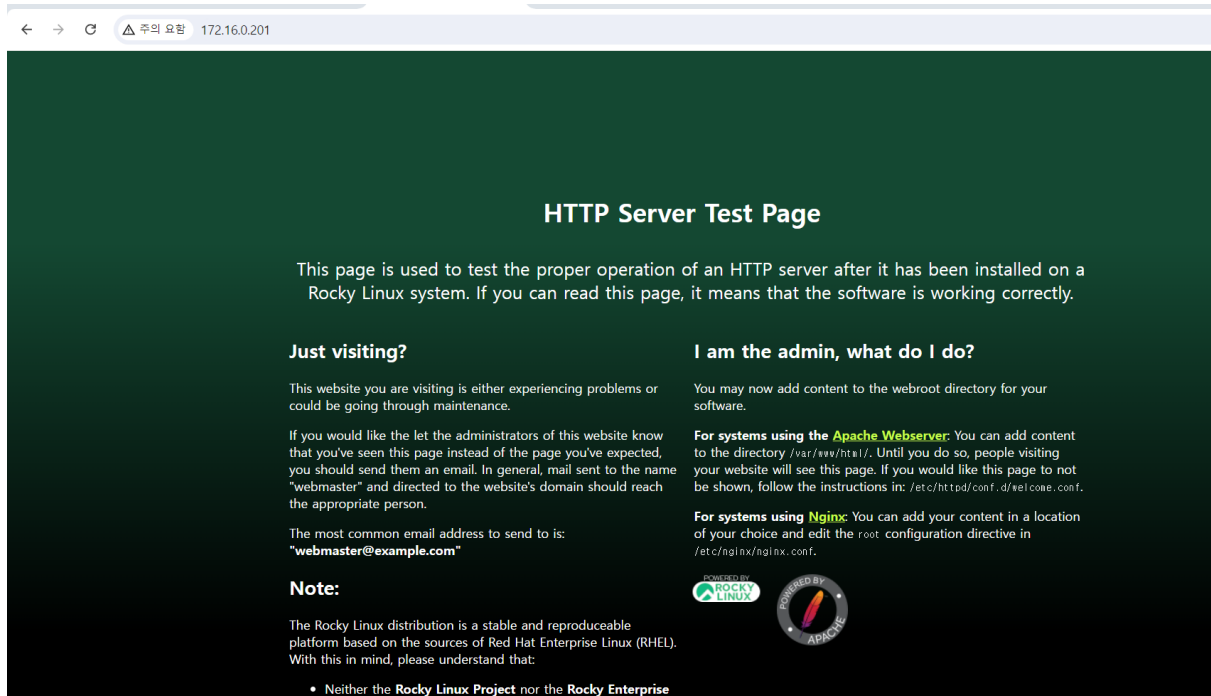 주의 요함 172.16.0.201
HTTP Server Test Page
This page is used to test the proper operation of an HTTP server after it has been installed on a
Rocky Linux system. If you can read this page, it means that the software is working correctly.
Just visiting?
This website you are visiting is either experiencing problems or
could be going through maintenance.
If you would like the let the administrators of this website know
that you've seen this page instead of the page you've expected,
you should send them an email. In general, mail sent to the name
"webmaster" and directed to the website's domain should reach
the appropriate person.
The most common email address to send to is:
"webmaster@example.com"
Note:
The Rocky Linux distribution is a stable and reproduceable
platform based on the sources of Red Hat Enterprise Linux (RHEL).
With this in mind, please understand that:
• Neither the Rocky Linux Project nor the Rocky Enterprise
I am the admin, what do I do?
You may now add content to the webroot directory for your
software.
For systems using the Apache Webserver: You can add content
to the directory /var/www/html/. Until you do so, people visiting
your website will see this page. If you would like this page to not
be shown, follow the instructions in: /etc/httpd/conf.d/welcome.conf.
For systems using Nginx: You can add your content in a location
of your choice and edit the root configuration directive in
/etc/nginx/nginx.conf.
POWERED BY
ROCKY
LINUX
POWERED BY
APACHE